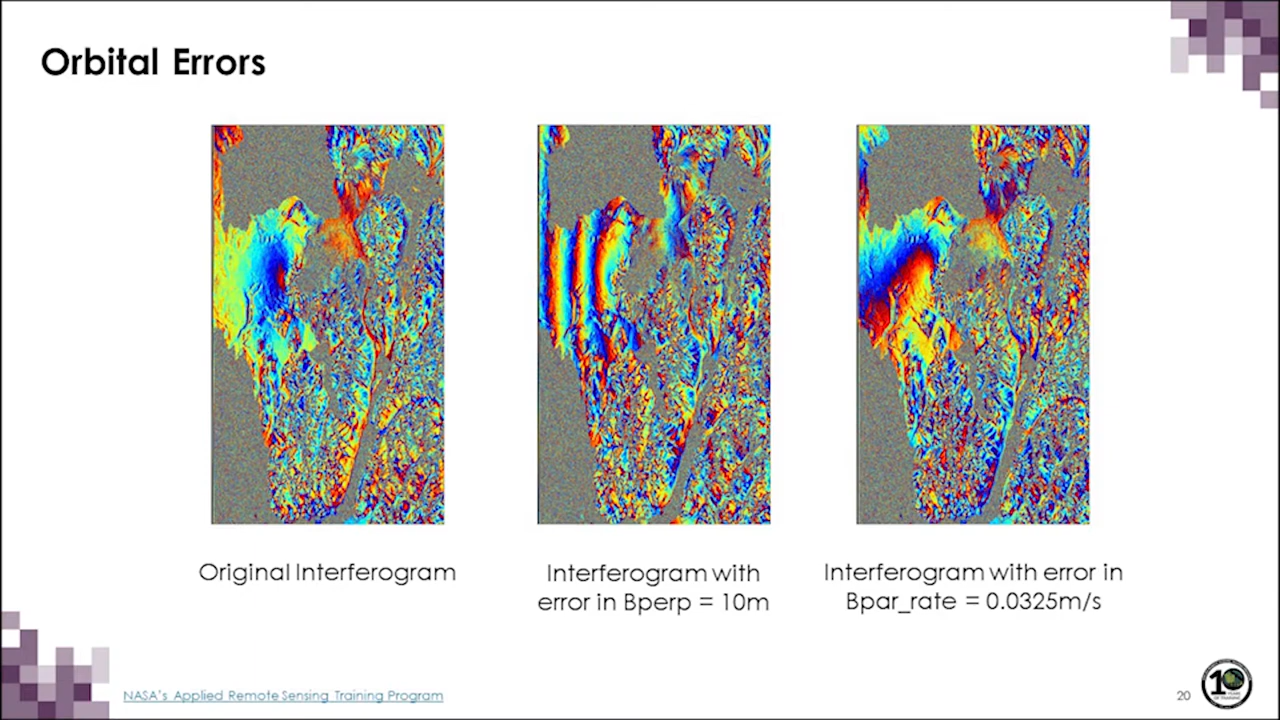 Orbital Errors
Original Interferogram
Interferogram with
error in Bperp = 10m
Interferogram with error in
Bpar_rate = 0.0325m/s
NASA's Applied Remote Sensing Training Program
20
10